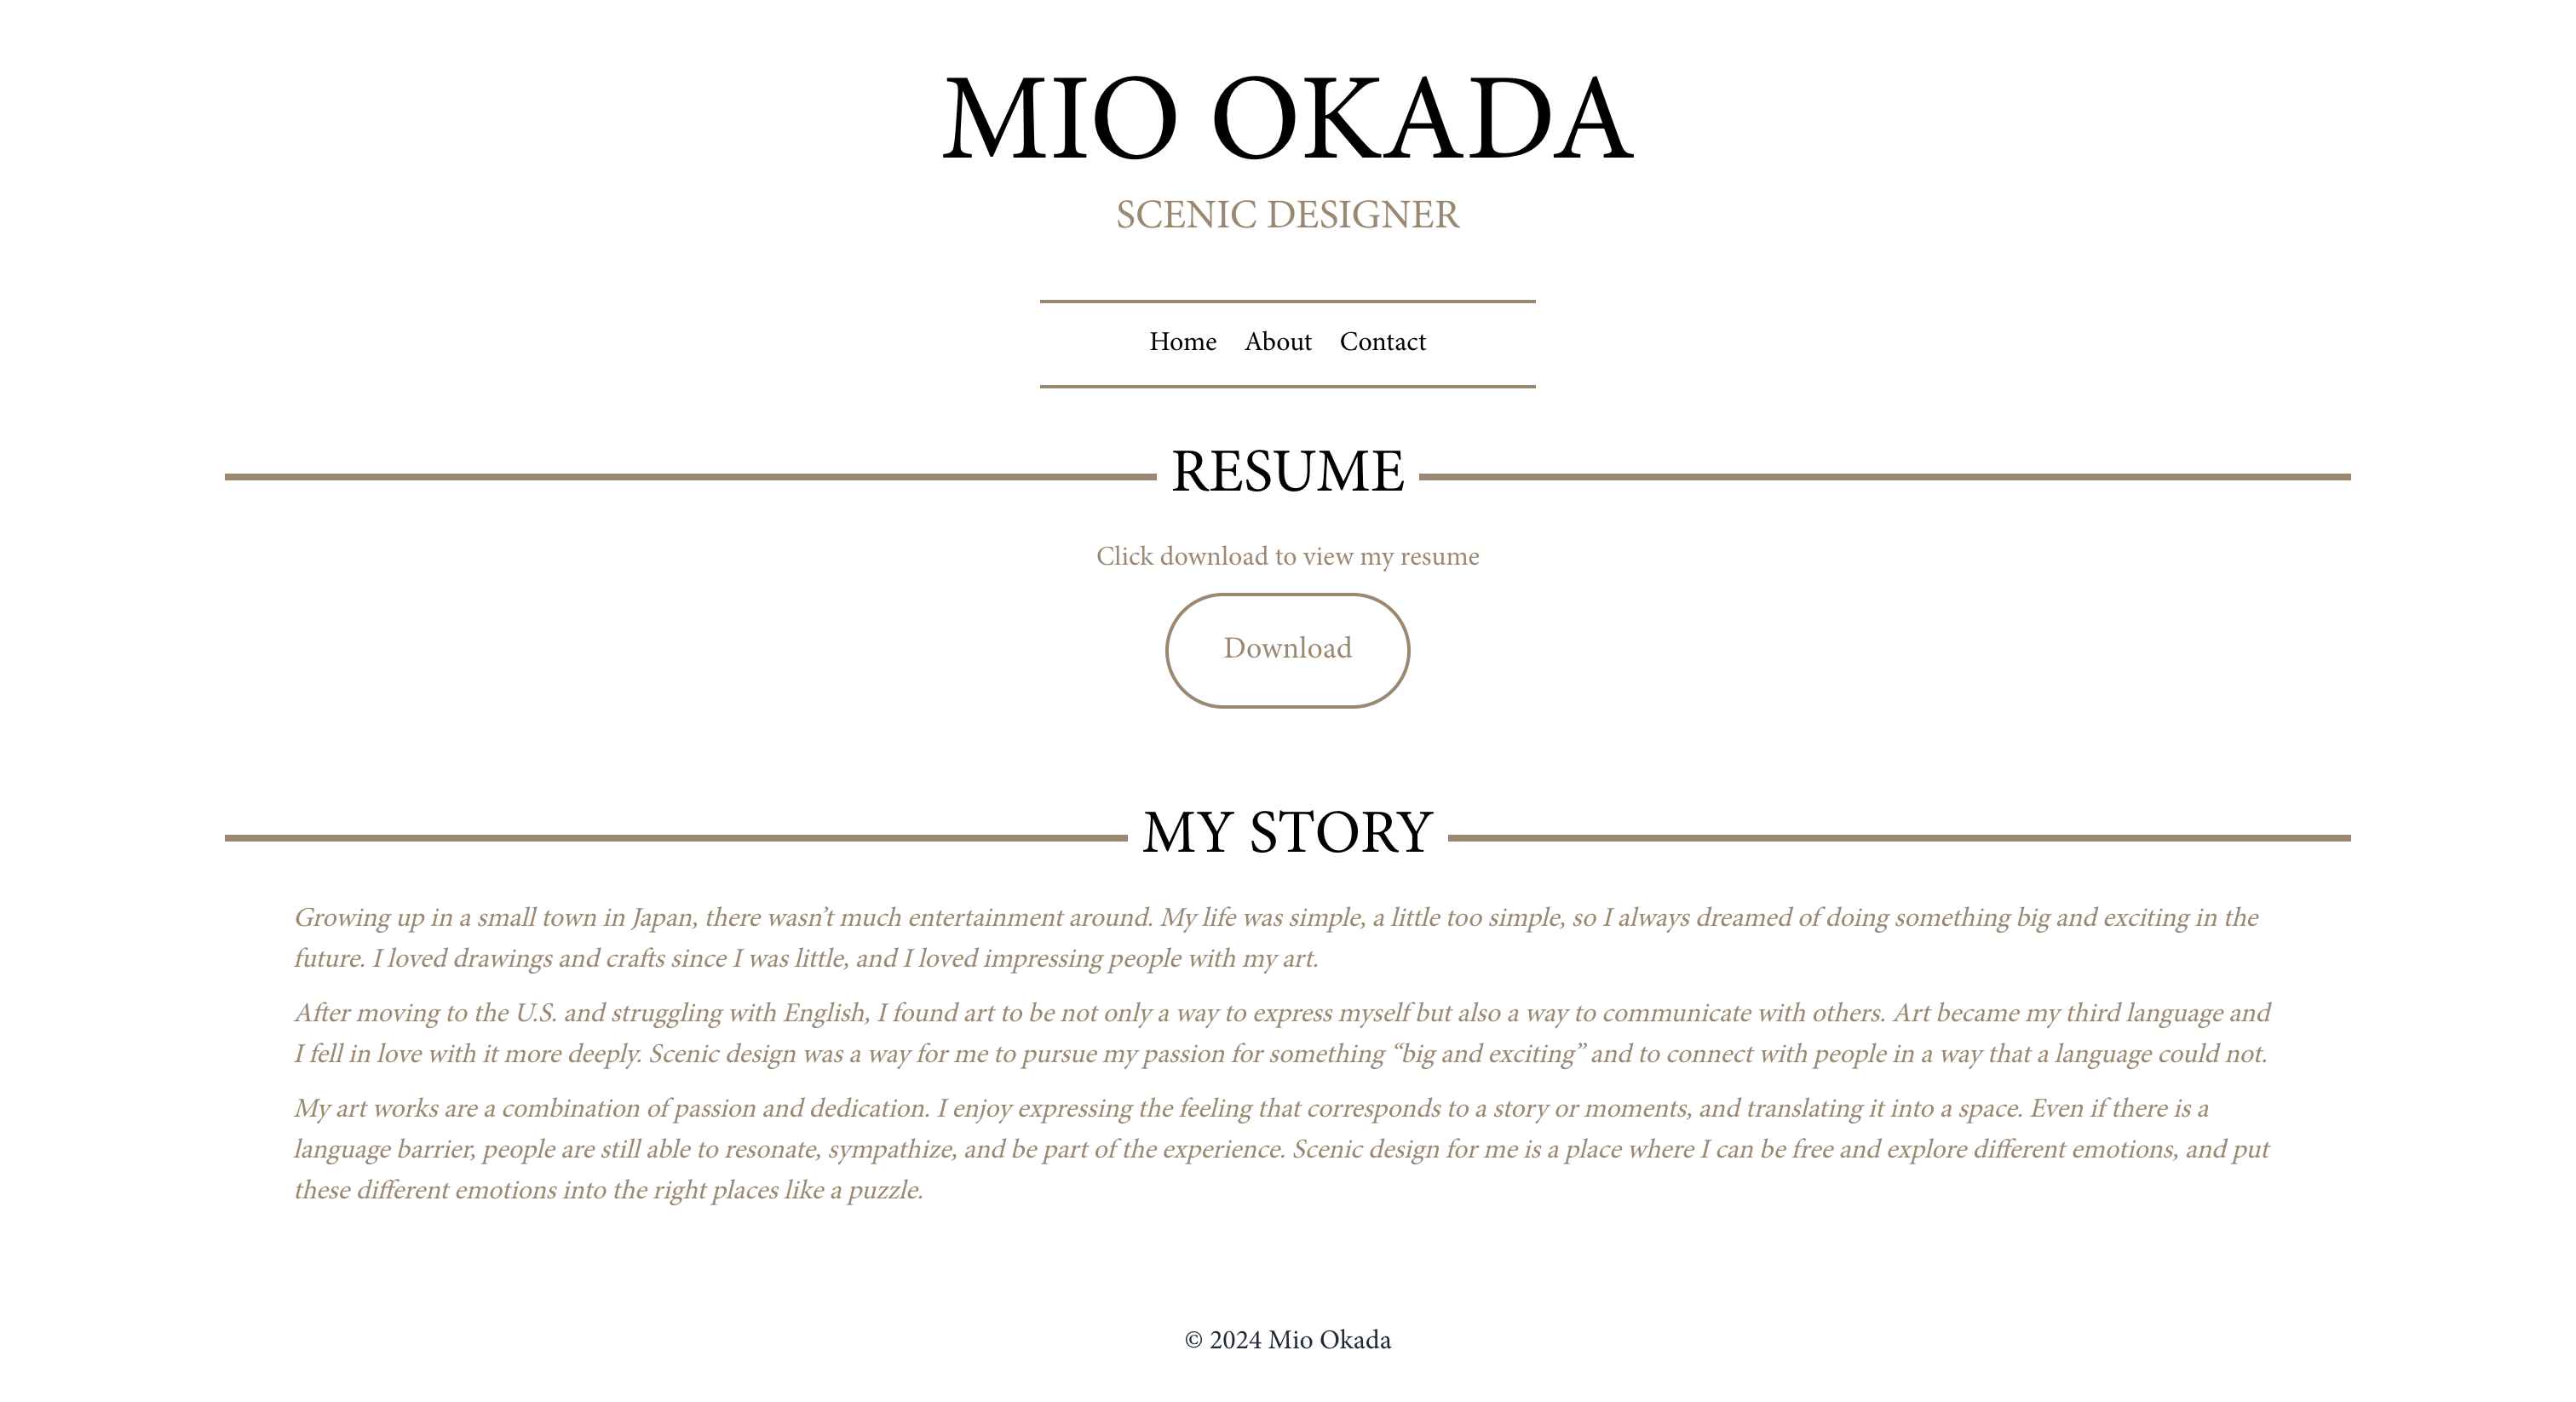 MIO OKADA
SCENIC DESIGNER
Home About Contact
RESUME
Click download to view my resume
Download
MY STORY
Growing up in a small town in Japan, there wasn’t much entertainment around. My life was simple, a little too simple, so I always dreamed of doing something big and exciting in the
future. I loved drawings and crafts since I was little, and I loved impressing people with my art.
After moving to the U.S. and struggling with English, I found art to be not only a way to express myself but also a way to communicate with others. Art became my third language and
I fell in love with it more deeply. Scenic design was a way for me to pursue my passion for something “big and exciting” and to connect with people in a way that a language could not.
My art works are a combination of passion and dedication. I enjoy expressing the feeling that corresponds to a story or moments, and translating it into a space. Even if there is a
language barrier, people are still able to resonate, sympathize, and be part of the experience. Scenic design for me is a place where I can be free and explore different emotions, and put
these different emotions into the right places like a puzzle.
© 2024 Mio Okada